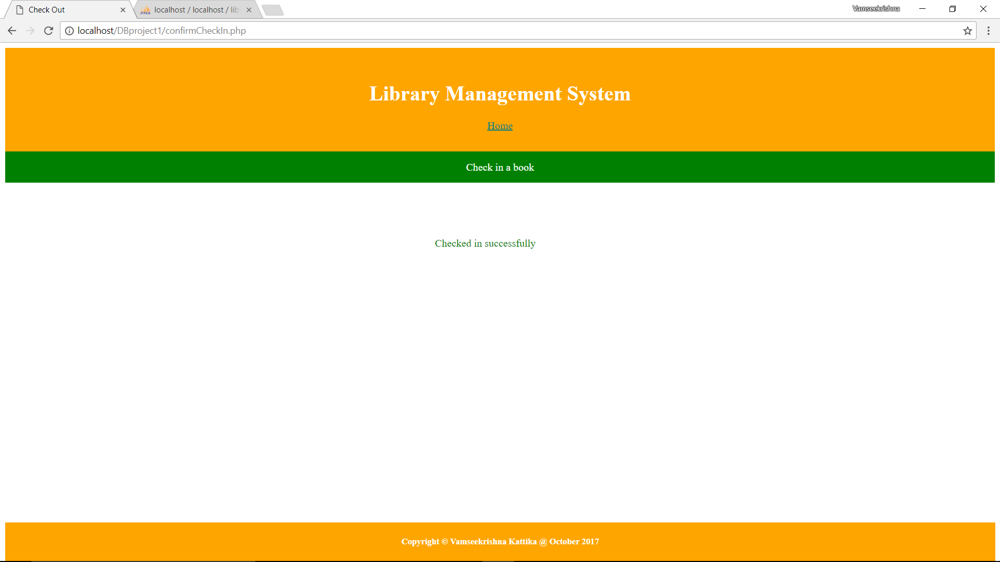 Check Out
PMA localhost / localhost / lib
Vamseekrishna
localhost/DBproject1/confirmCheckIn.php
Library Management System
Home
Check in a book
Checked in successfully
Copyright © Vamseekrishna Kattika @ October 2017